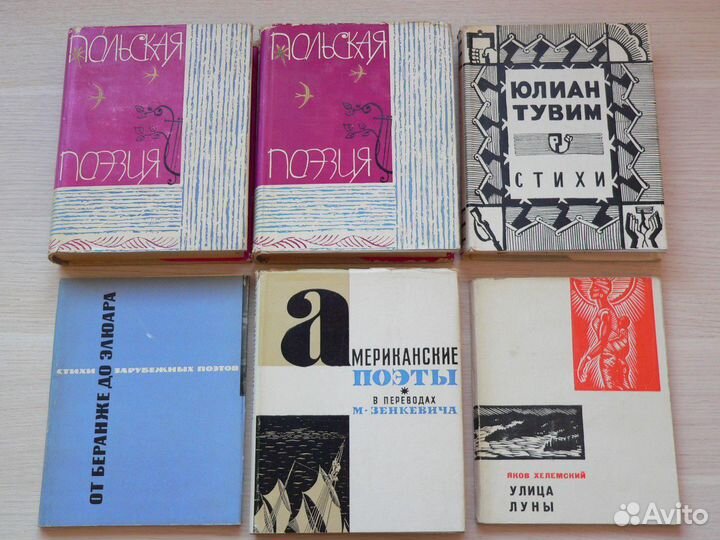 ПОЛЬСКАЯ
ПОЭЗИЯ
ПОЛЬСКАЯ
ПОЭЗИЯ
ЮЛИАН
ТУВИМ
СТИХИ
ОТ БЕРАНЖЕ ДО ЭЛЮАРА
СТИХИ ЗАРУБЕЖНЫХ ПОЭТОВ
АМЕРИКАНСКИЕ
ПОЭТЫ
В ПЕРЕВОДАХ
М·ЗЕНКЕВИЧА
ЯКОВ ХЕЛЕМСКИЙ
УЛИЦА
ЛУНЫ
Avito